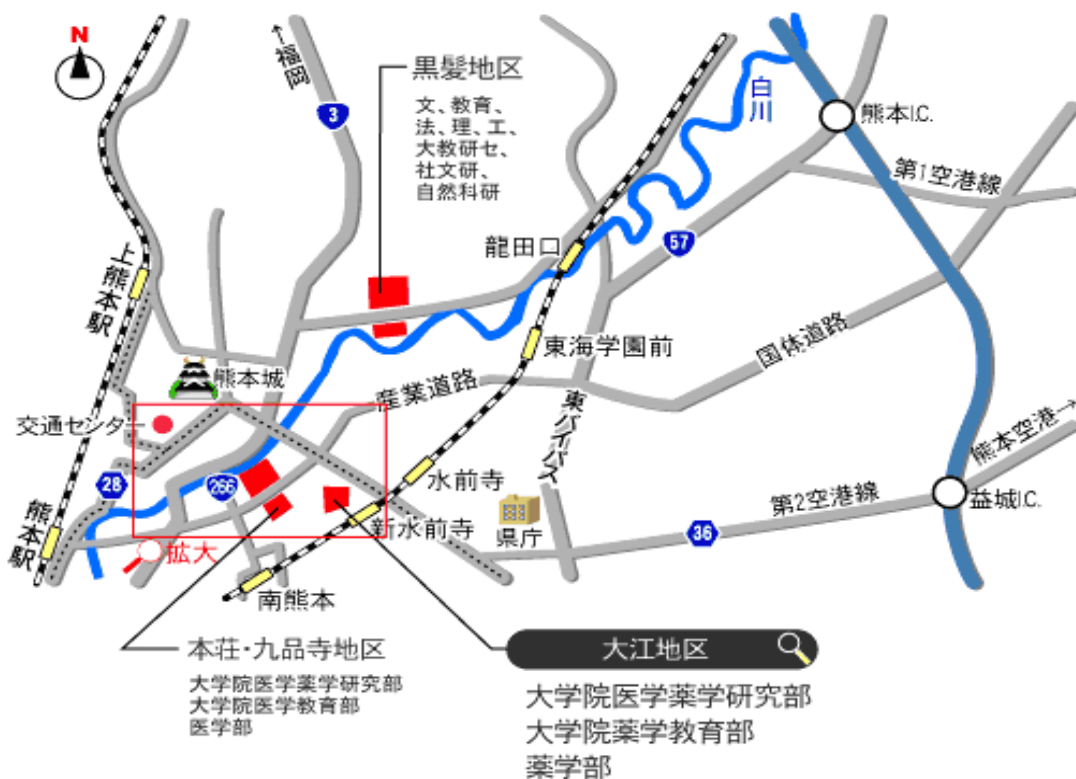 N
←福岡
3
黒髪地区
文、教育、
法、理、工、
大教研セ、
社文研、
自然科研
白川
熊本I.C.
第1空港線
57
龍田口
上熊本駅
東海学園前
国体道路
熊本城
産業道路
交通センター
東バイパス
熊本空港→
28
266
水前寺
第2空港線
益城I.C.
熊本駅
新水前寺
県庁
36
拡大
南熊本
本荘・九品寺地区
大学院医学薬学研究部
大学院医学教育部
医学部
大江地区
大学院医学薬学研究部
大学院薬学教育部
薬学部